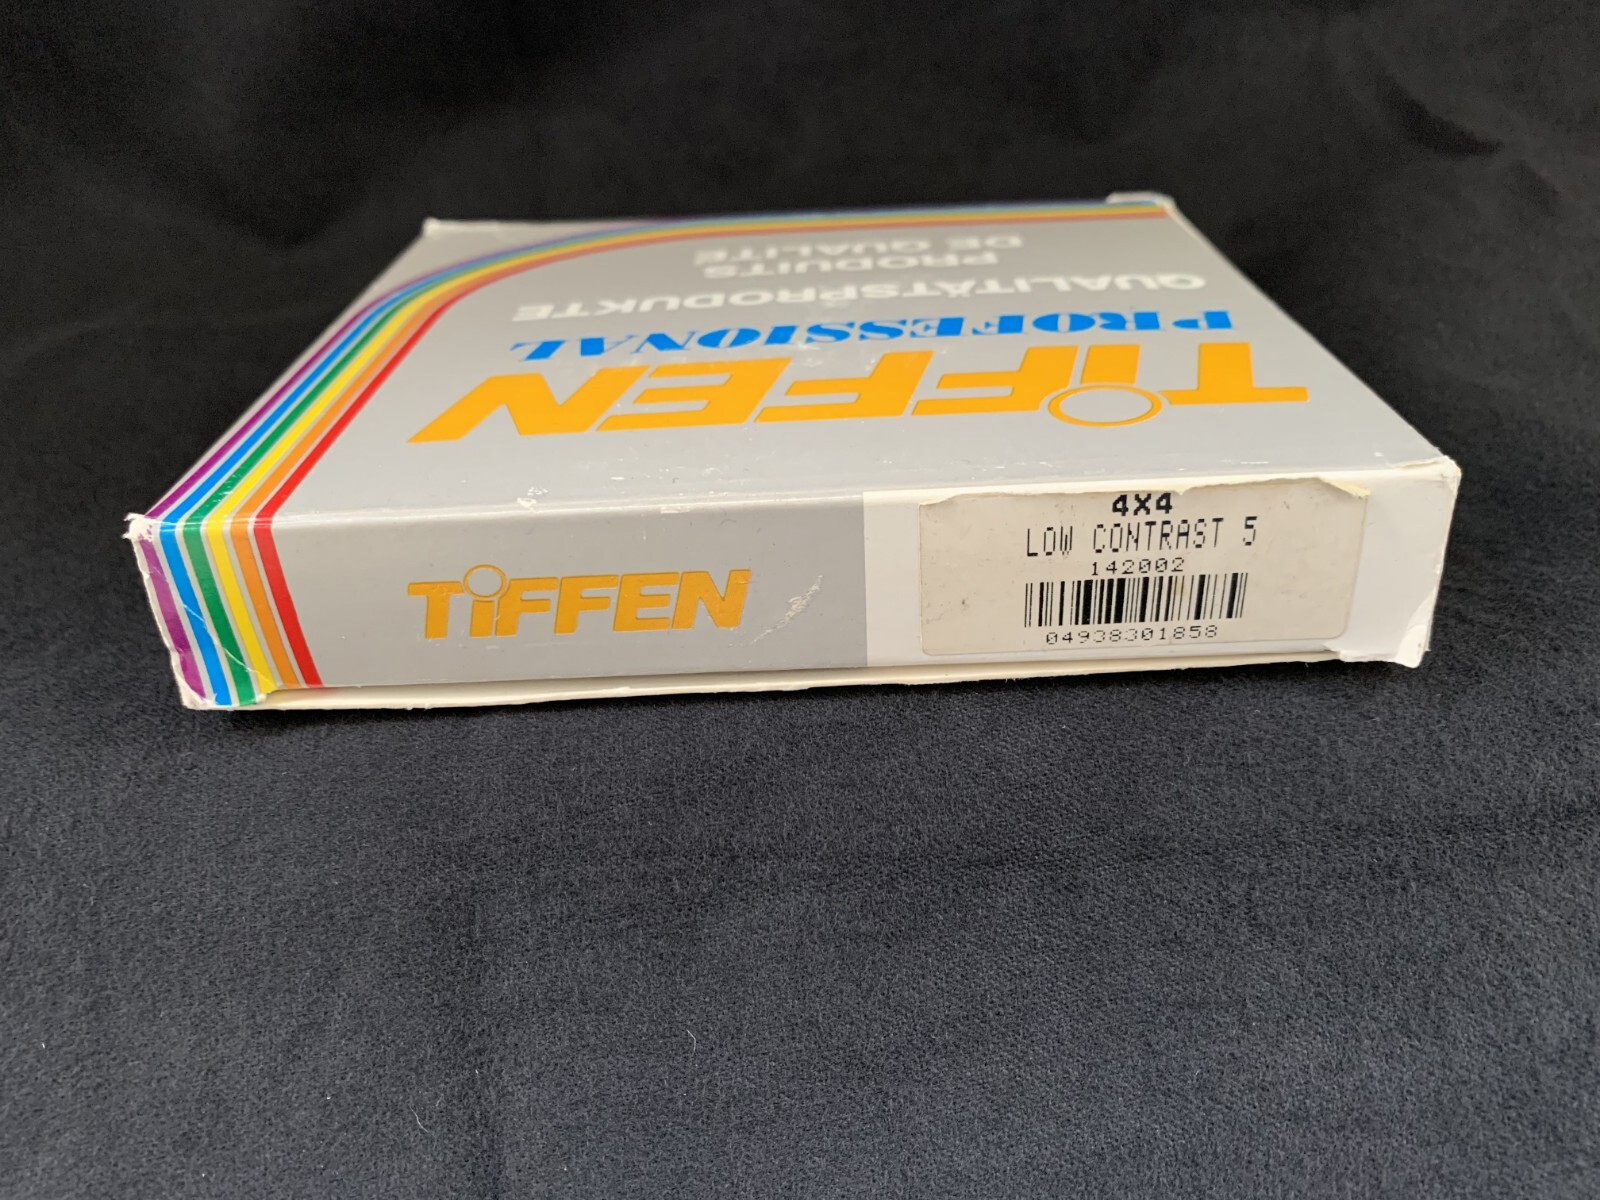 PRODUITS
DE QUALITÉ
QUALITÄTSPRODUKTE
PROFESSIONAL
TIFFEN
TIFFEN
4X4
LOW CONTRAST 5
142002
04938301858